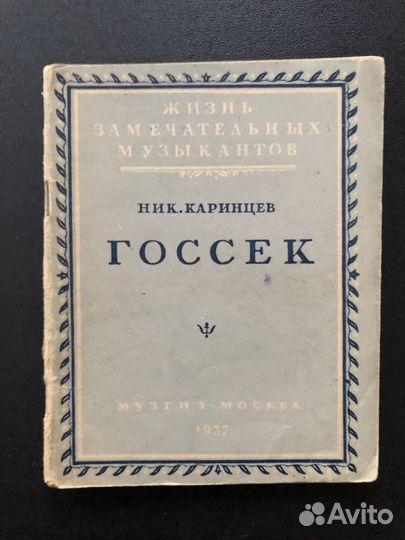 ЖИЗНЬ
ЗАМЕЧАТЕЛЬНЫХ
МУЗЫКАНТОВ
НИК.КАРИНЦЕВ
ГОССЕК
МУЗГИЗ-МОСКВА
1937
Avito